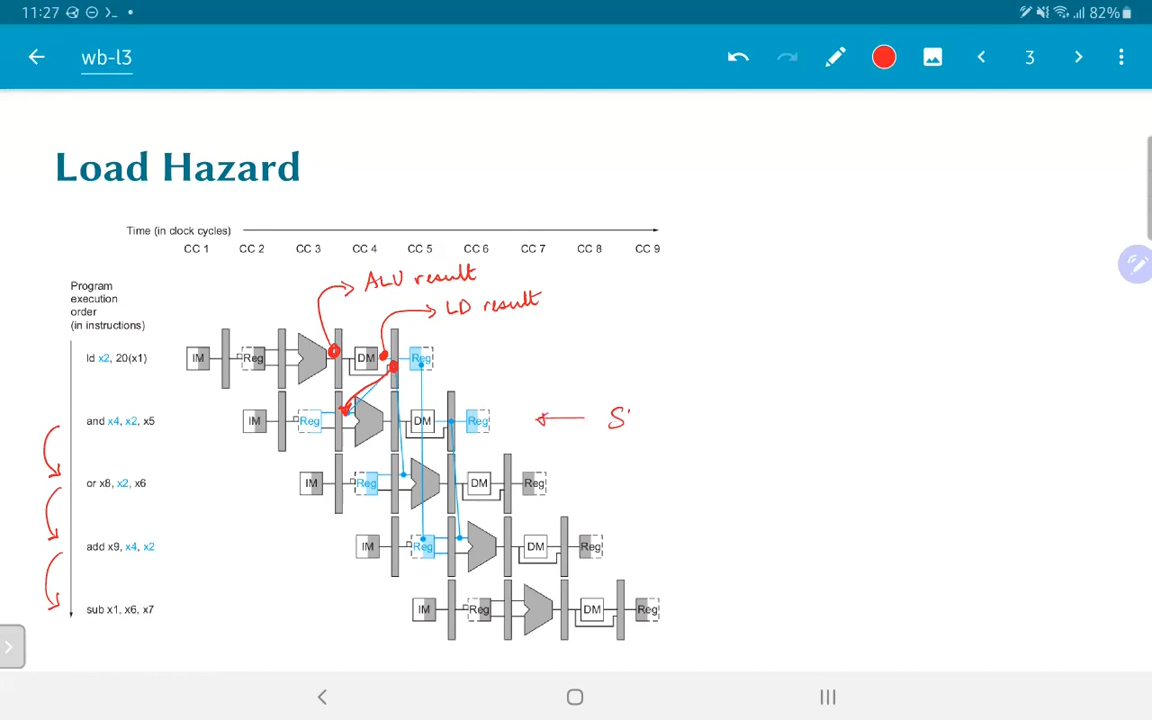 11:27 82%
wb-l3 3
Load Hazard
Time (in clock cycles)
CC 1 CC 2 CC 3 CC 4 CC 5 CC 6 CC 7 CC 8 CC 9
ALU result
LD result
Program
execution
order
(in instructions)
ld x2, 20(x1) IM Reg DM Reg
and x4, x2, x5 IM Reg DM Reg S
or x8, x2, x6 IM Reg DM Reg
add x9, x4, x2 IM Reg DM Reg
sub x1, x6, x7 IM Reg DM Reg